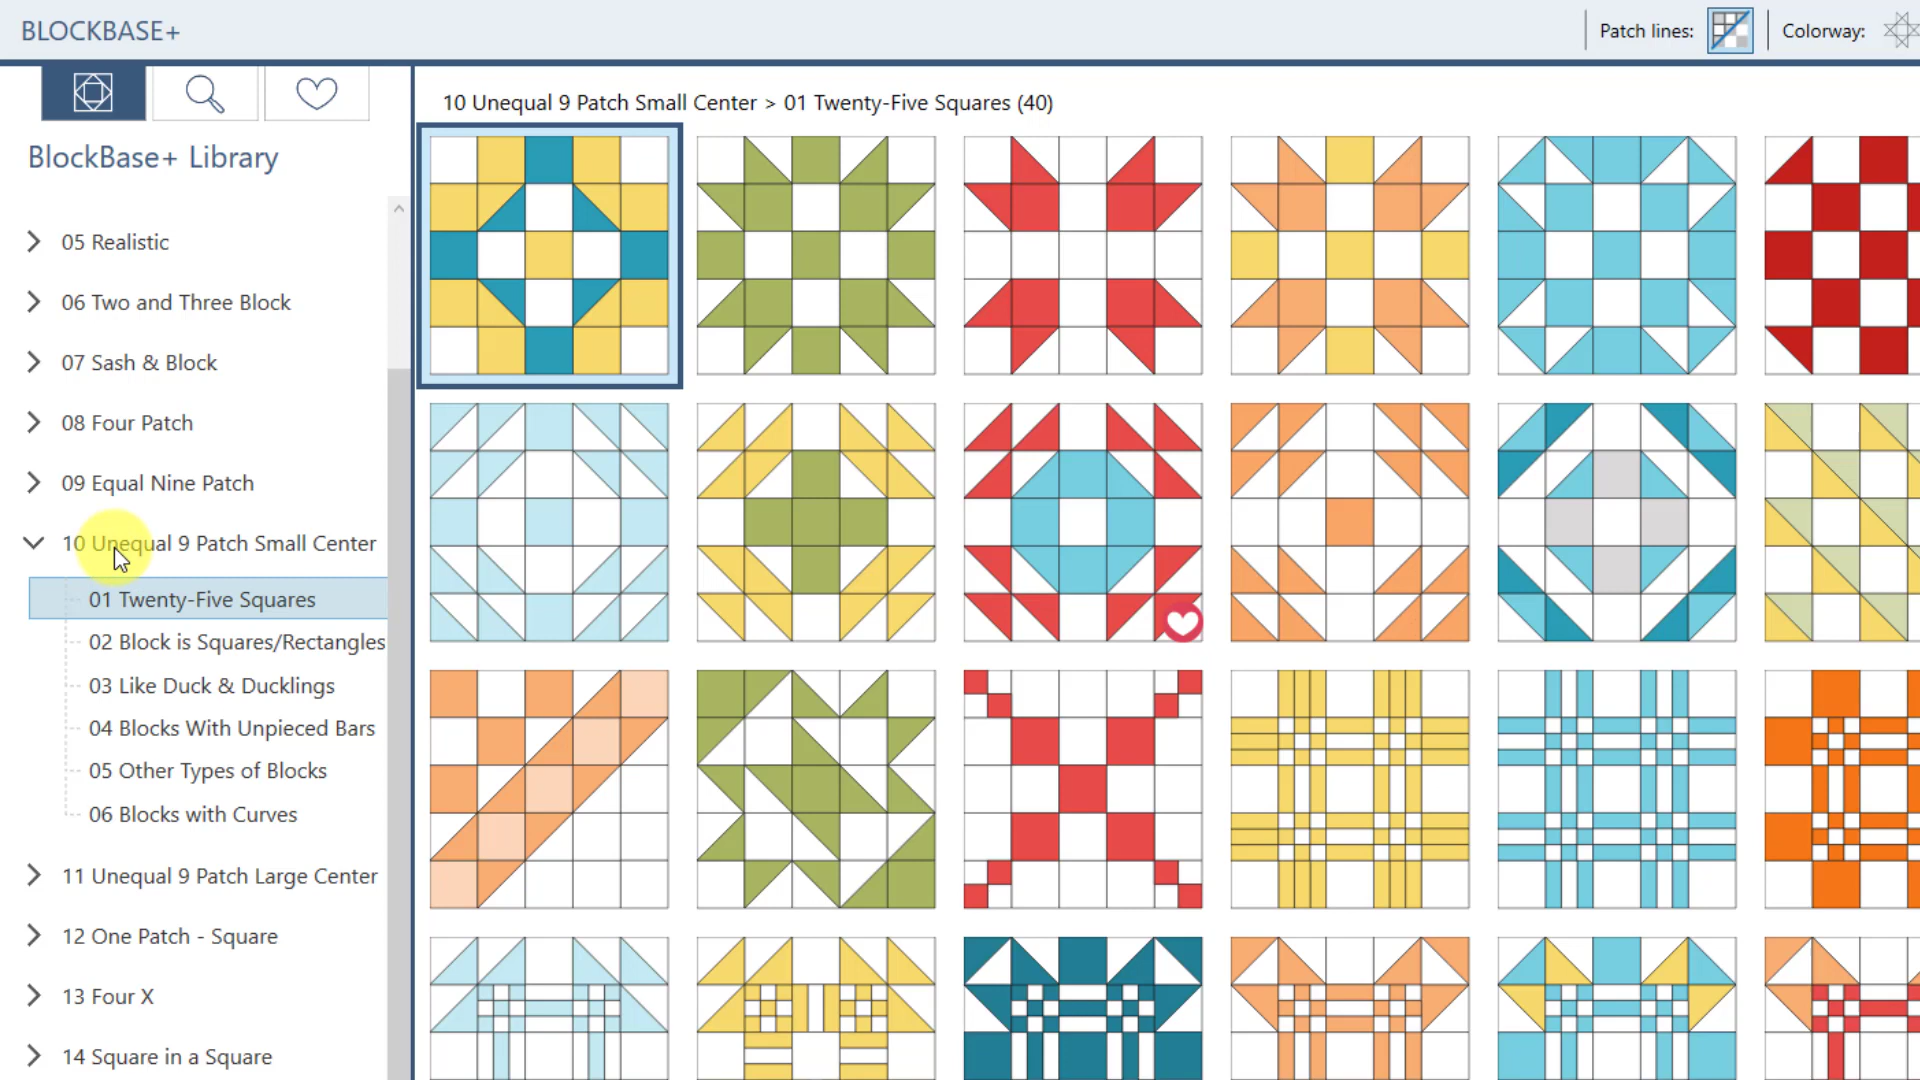 BLOCKBASE+
Patch lines:
Colorway:
BlockBase+ Library
05 Realistic
06 Two and Three Block
07 Sash & Block
08 Four Patch
09 Equal Nine Patch
10 Unequal 9 Patch Small Center
01 Twenty-Five Squares
02 Block is Squares/Rectangles
03 Like Duck & Ducklings
04 Blocks With Unpieced Bars
05 Other Types of Blocks
06 Blocks with Curves
11 Unequal 9 Patch Large Center
12 One Patch - Square
13 Four X
14 Square in a Square
10 Unequal 9 Patch Small Center > 01 Twenty-Five Squares (40)